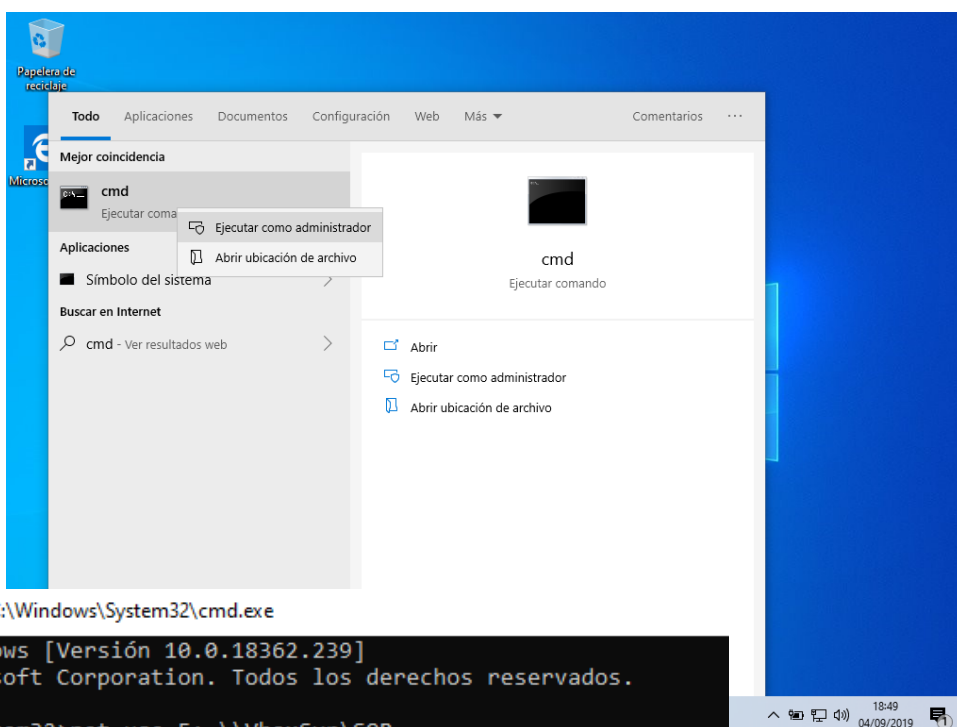 Papelera de
reciclaje
Todo Aplicaciones Documentos Configuración Web Más Comentarios ...
Mejor coincidencia
cmd
Ejecutar coma
Ejecutar como administrador
Abrir ubicación de archivo
Aplicaciones
Símbolo del sistema
Buscar en Internet
cmd - Ver resultados web
cmd
Ejecutar comando
Abrir
Ejecutar como administrador
Abrir ubicación de archivo
Microso
:\Windows\System32\cmd.exe
ows [Versión 10.0.18362.239]
soft Corporation. Todos los derechos reservados.
18:49
04/09/2019